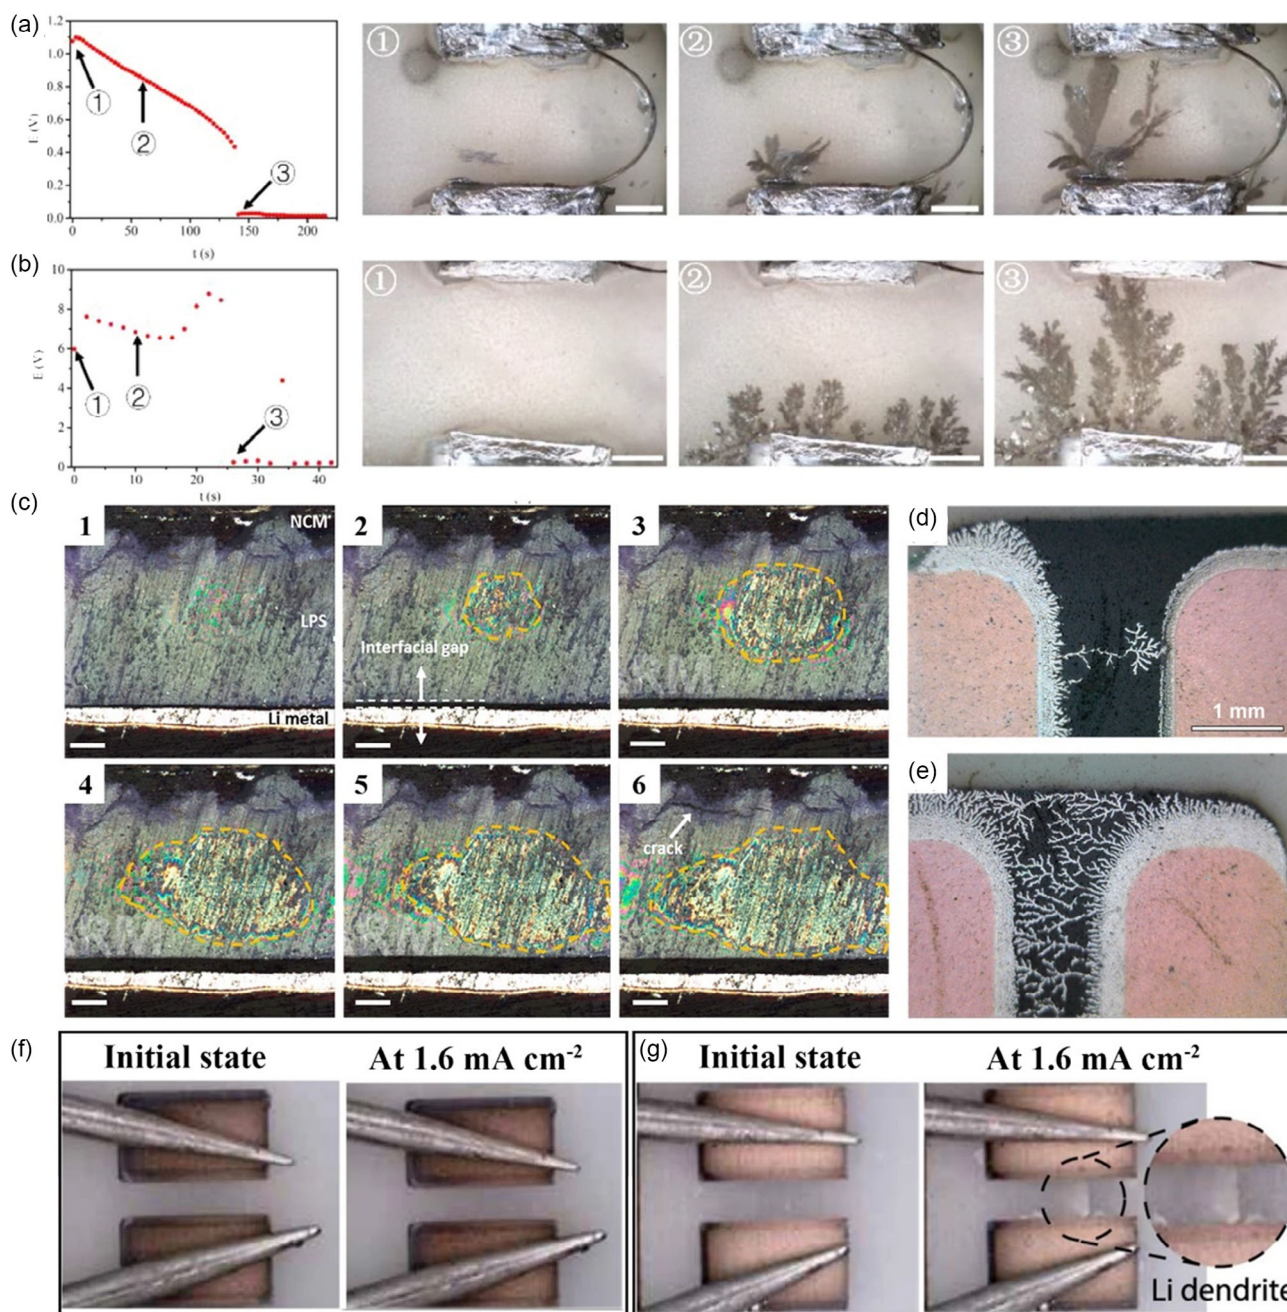 (a)
1.2
1.0
0.8
0.6
0.4
0.2
0.0
E (V)
0 50 100 150 200
t (s)
①
②
③
① ② ③
(b)
10
8
6
4
2
0
E (V)
0 10 20 30 40
t (s)
①
②
③
① ② ③
(c)
1 NCM
LPS
Li metal
2
Interfacial gap
3
4
5
6
crack
(d)
1 mm
(e)
(f)
Initial state At 1.6 mA cm⁻²
(g)
Initial state At 1.6 mA cm⁻²
Li dendrite